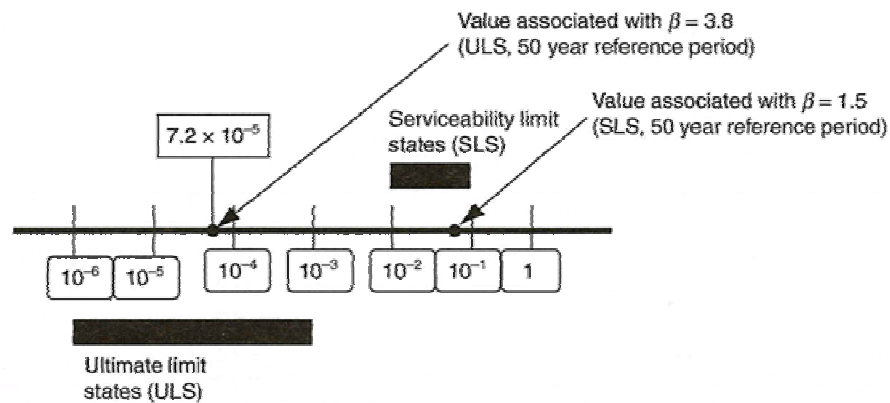 Value associated with β = 3.8
(ULS, 50 year reference period)
Value associated with β = 1.5
(SLS, 50 year reference period)
Serviceability limit
states (SLS)
7.2 × 10⁻⁵
10⁻⁶ 10⁻⁵ 10⁻⁴ 10⁻³ 10⁻² 10⁻¹ 1
Ultimate limit
states (ULS)